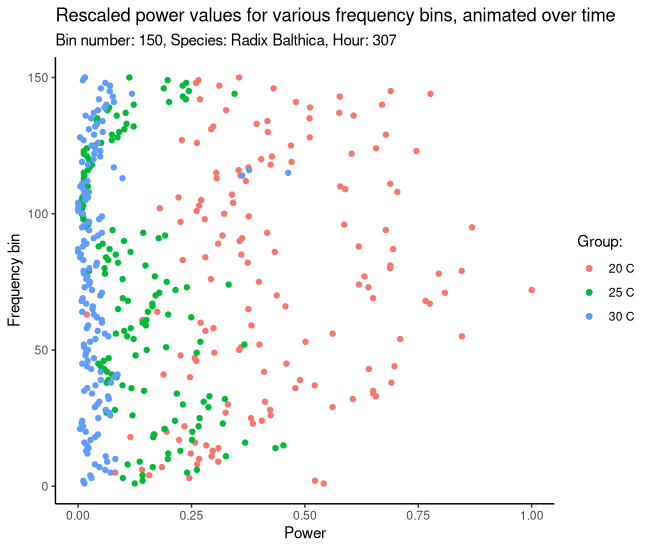 Rescaled power values for various frequency bins, animated over time
Bin number: 150, Species: Radix Balthica, Hour: 307
150
100
50
0
Frequency bin
0.00 0.25 0.50 0.75 1.00
Power
Group:
20 C
25 C
30 C